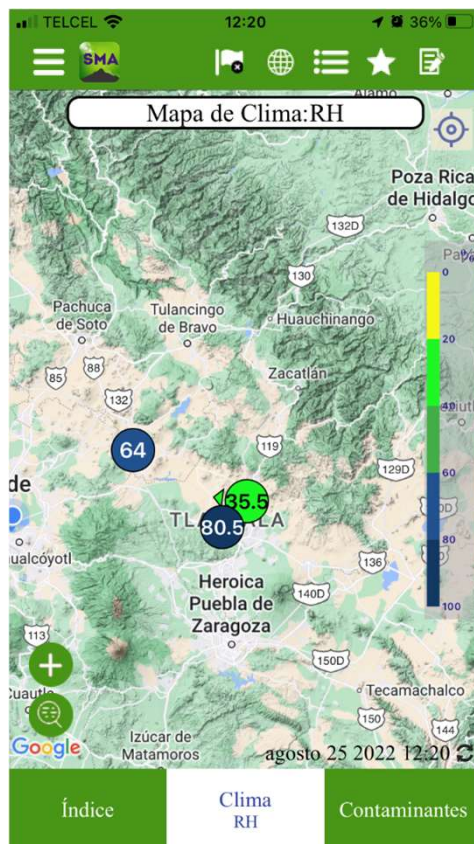 TELCEL
12:20
36%
SMA
Mapa de Clima:RH
Alamo
Poza Rica
de Hidalgo
132D
130
Pachuca
de Soto
Tulancingo
de Bravo
Huauchinango
0
85
88
132
Zacatlán
20
40
64
119
129D
60
de
35.5
80.5
80
136
Heroica
Puebla de
Zaragoza
140D
100
113
150D
Tecamachalco
150
144
Google
Izúcar de
Matamoros
agosto 25 2022 12:20
Índice
Clima
RH
Contaminantes